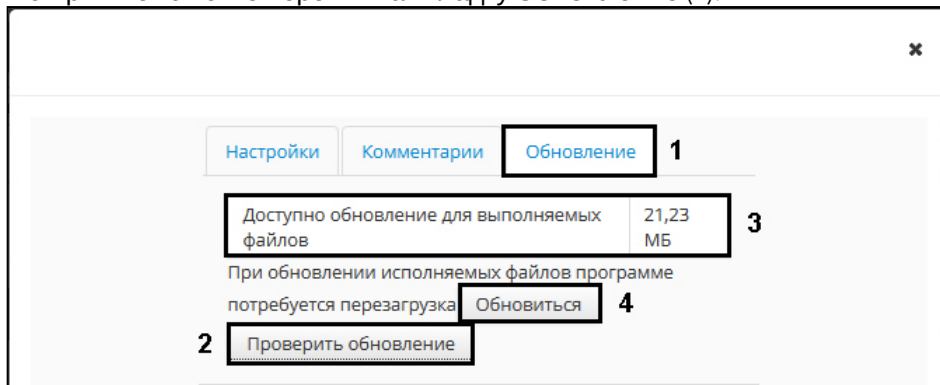 ×
Настройки Комментарии Обновление 1
Доступно обновление для выполняемых 21,23
файлов МБ 3
При обновлении исполняемых файлов программе
потребуется перезагрузка Обновиться 4
2 Проверить обновление